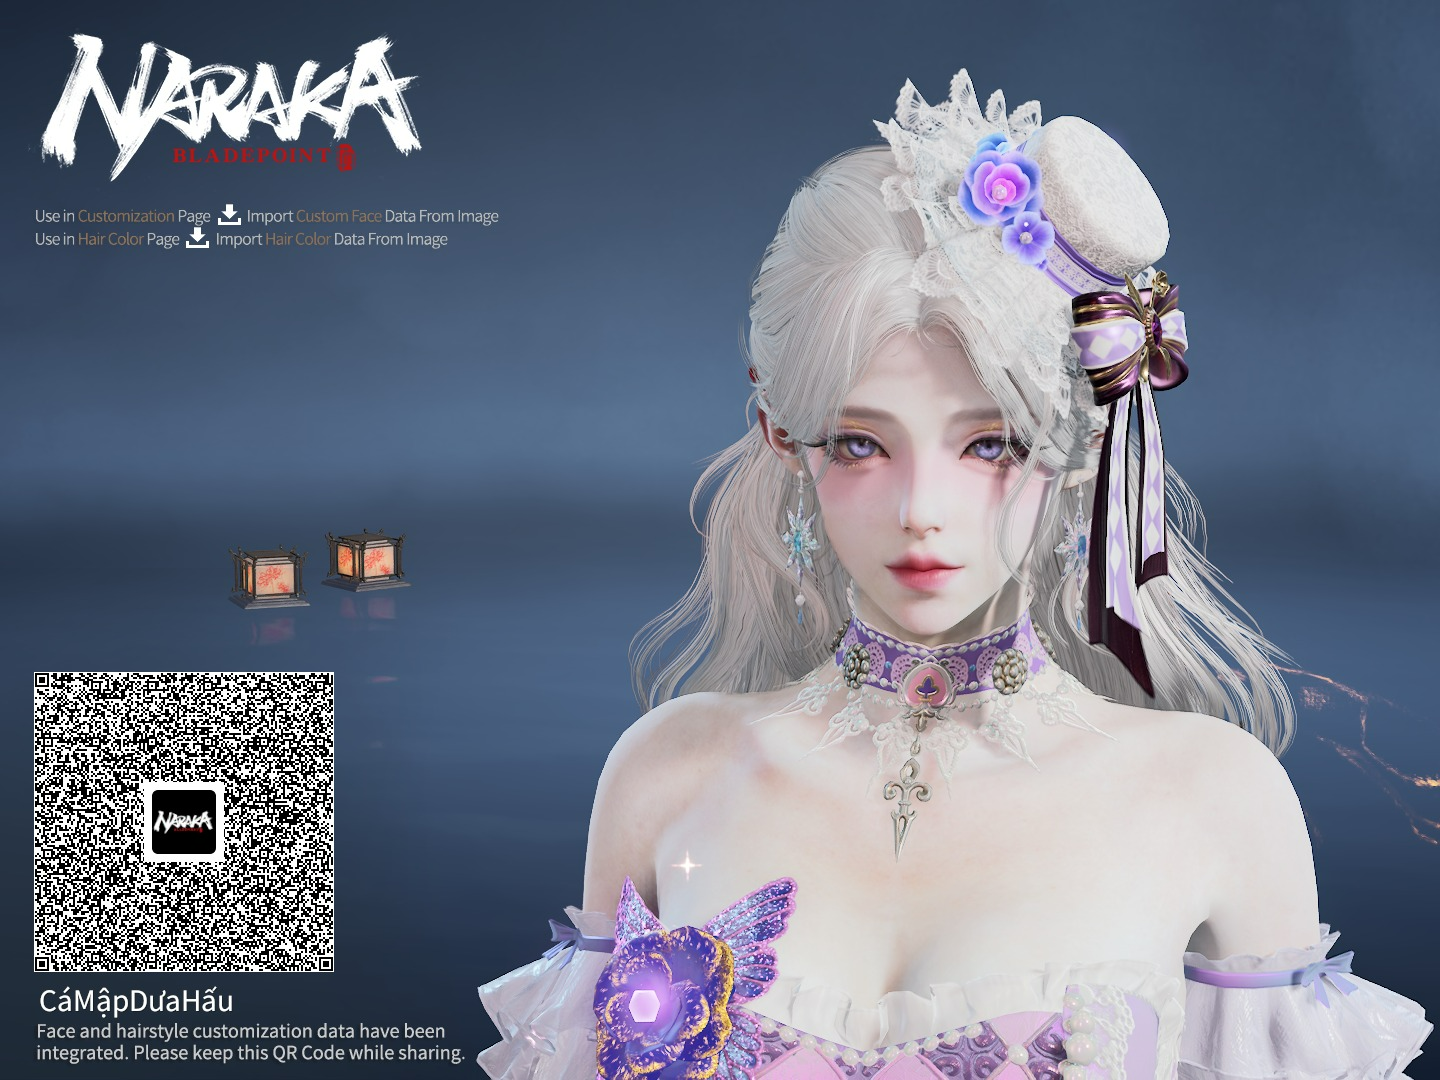 NARAKA
BLADEPOINT
Use in Customization Page Import Custom Face Data From Image
Use in Hair Color Page Import Hair Color Data From Image
NARAKA
CáMậpDưaHấu
Face and hairstyle customization data have been
integrated. Please keep this QR Code while sharing.